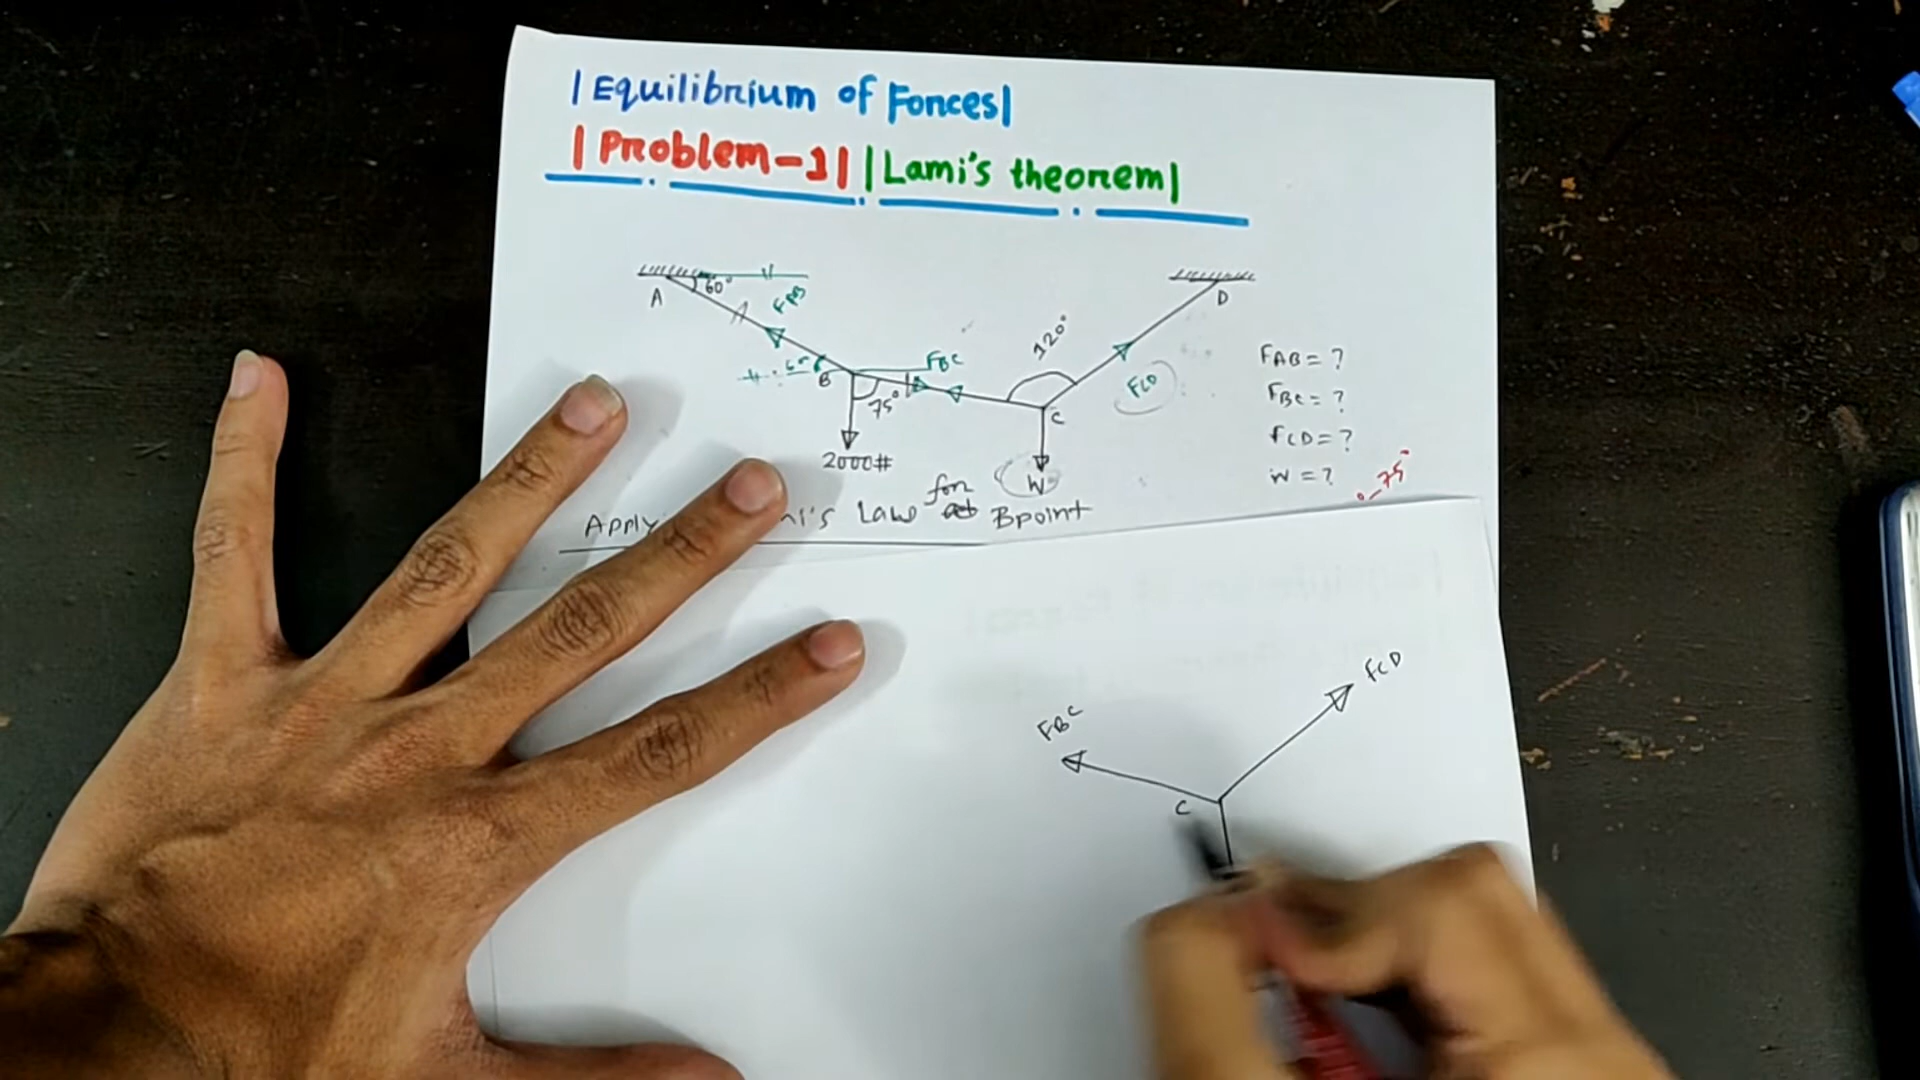 |Equilibrium of Forces|
|Problem-1| |Lami's theorem|
A 60° FAB
D
120°
B FBC
75°
C
FCD
2000#
W
FAB = ?
FBC = ?
FCD = ?
W = ?
75°
Apply Law for B point
FCD
FBC
C